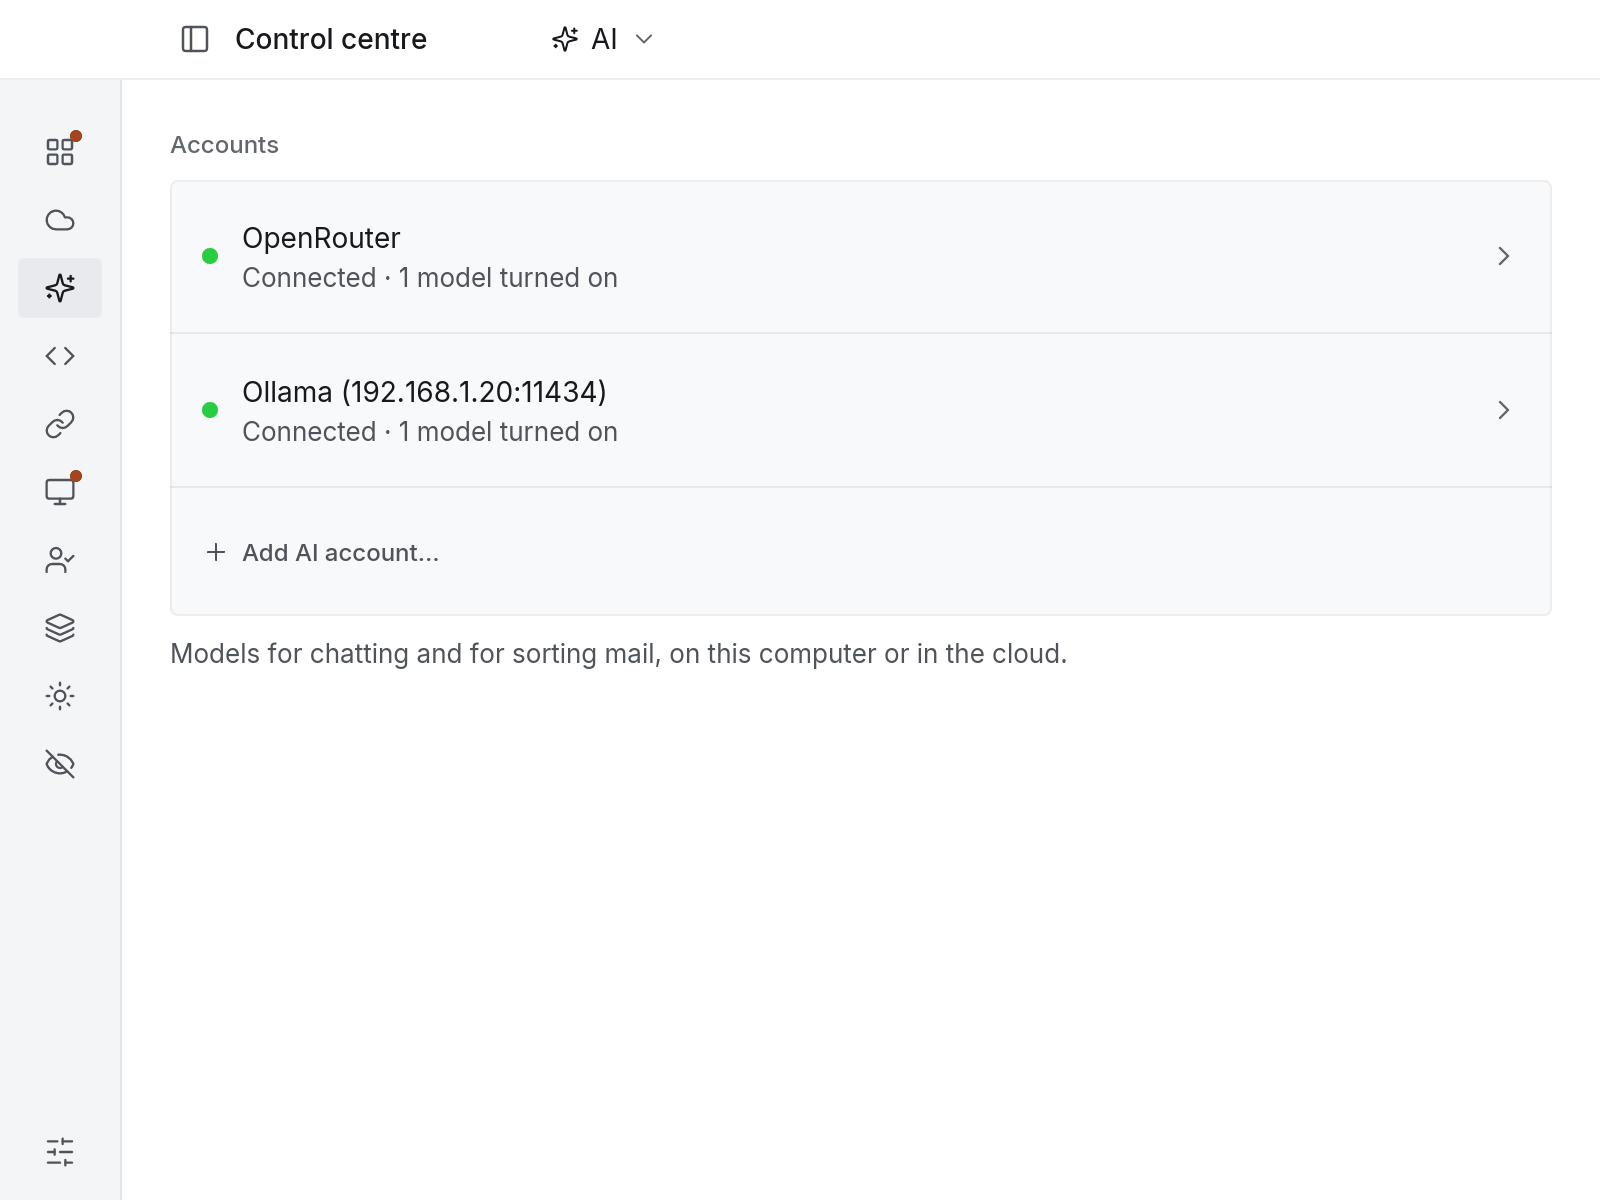 Control centre
AI
Accounts
OpenRouter
Connected · 1 model turned on
Ollama (192.168.1.20:11434)
Connected · 1 model turned on
Add AI account...
Models for chatting and for sorting mail, on this computer or in the cloud.